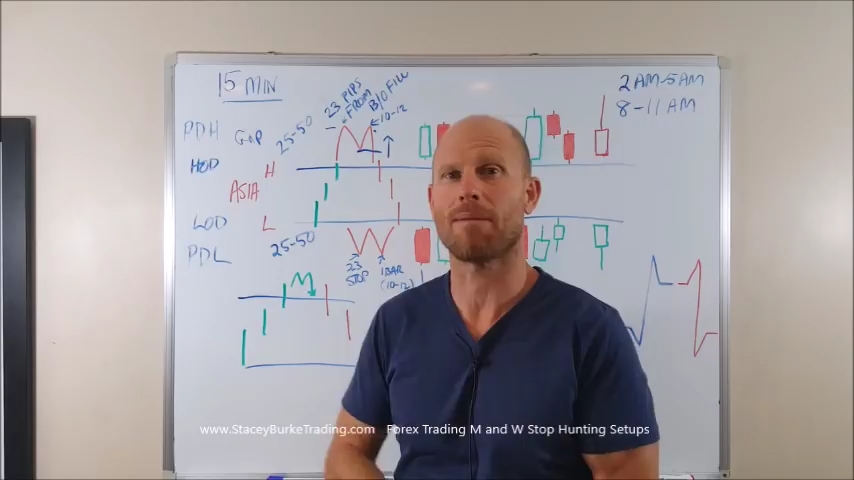 15 MIN
2AM-5AM
8-11 AM
23 PIPS
FROM
B/O FILL
10-12
PDH GAP 25-50
HOD
H
ASIA
LOD L
PDL 25-50
23
STOP
1 BAR
(10-12)
www.StaceyBurkeTrading.com Forex Trading M and W Stop Hunting Setups